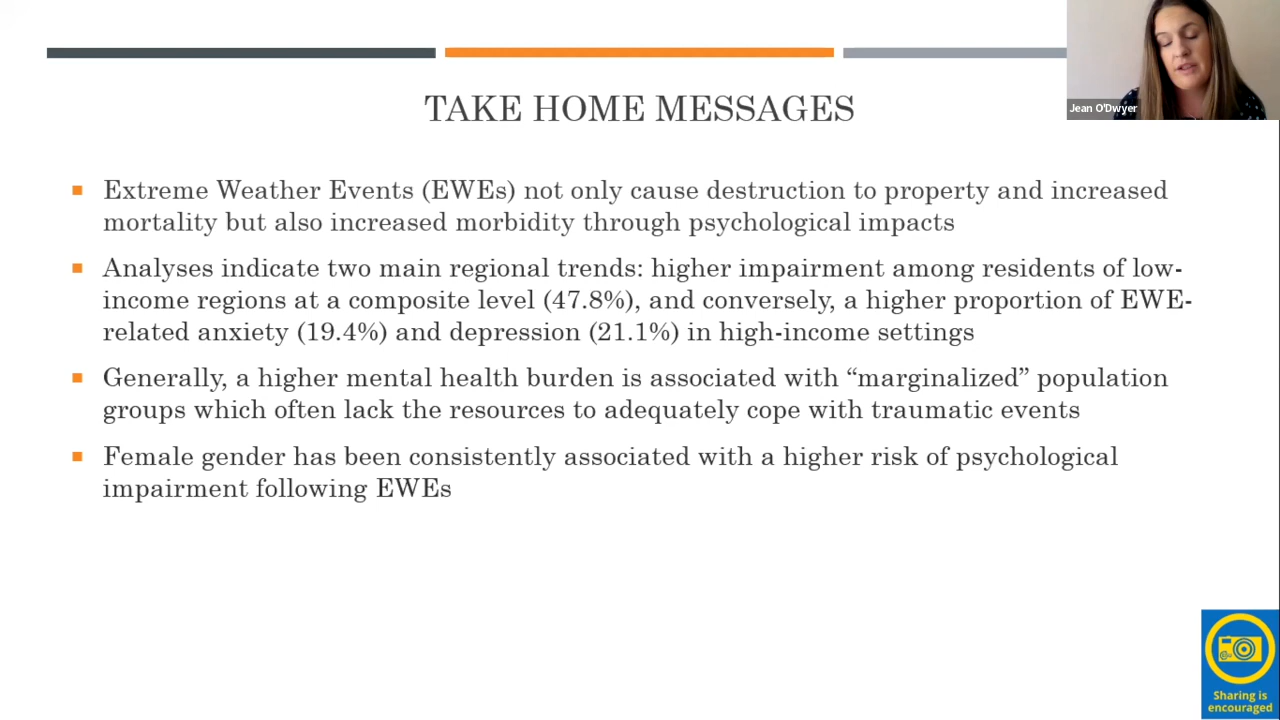 Jean O'Dwyer
TAKE HOME MESSAGES
Extreme Weather Events (EWEs) not only cause destruction to property and increased
mortality but also increased morbidity through psychological impacts
Analyses indicate two main regional trends: higher impairment among residents of low-
income regions at a composite level (47.8%), and conversely, a higher proportion of EWE-
related anxiety (19.4%) and depression (21.1%) in high-income settings
Generally, a higher mental health burden is associated with “marginalized” population
groups which often lack the resources to adequately cope with traumatic events
Female gender has been consistently associated with a higher risk of psychological
impairment following EWEs
Sharing is
encouraged